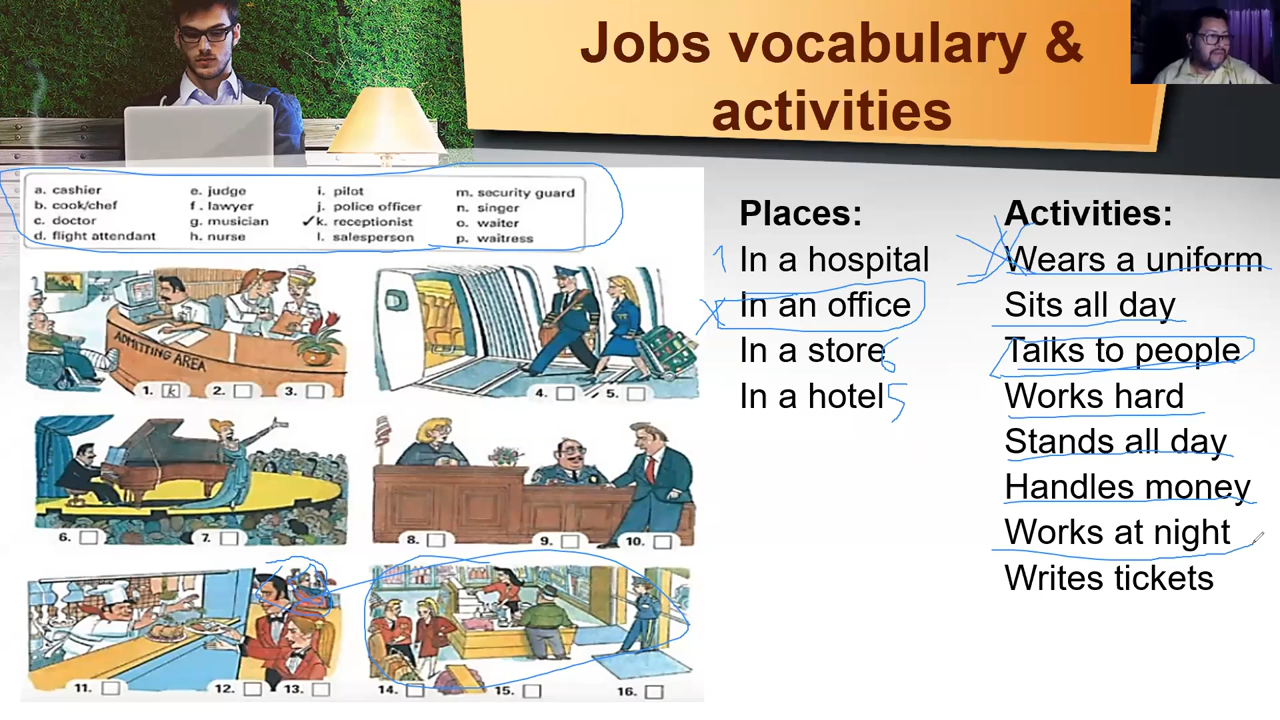 Jobs vocabulary &
activities
a. cashier
b. cook/chef
c. doctor
d. flight attendant
e. judge
f. lawyer
g. musician
h. nurse
i. pilot
j. police officer
✓k. receptionist
l. salesperson
m. security guard
n. singer
o. waiter
p. waitress
ADMITTING AREA
1. k 2. 3.
4. 5.
6. 7.
8. 9. 10.
11. 12. 13.
14. 15. 16.
Places:
1 In a hospital
In an office
In a store 6
In a hotel 5
Activities:
Wears a uniform
Sits all day
Talks to people
Works hard
Stands all day
Handles money
Works at night
Writes tickets